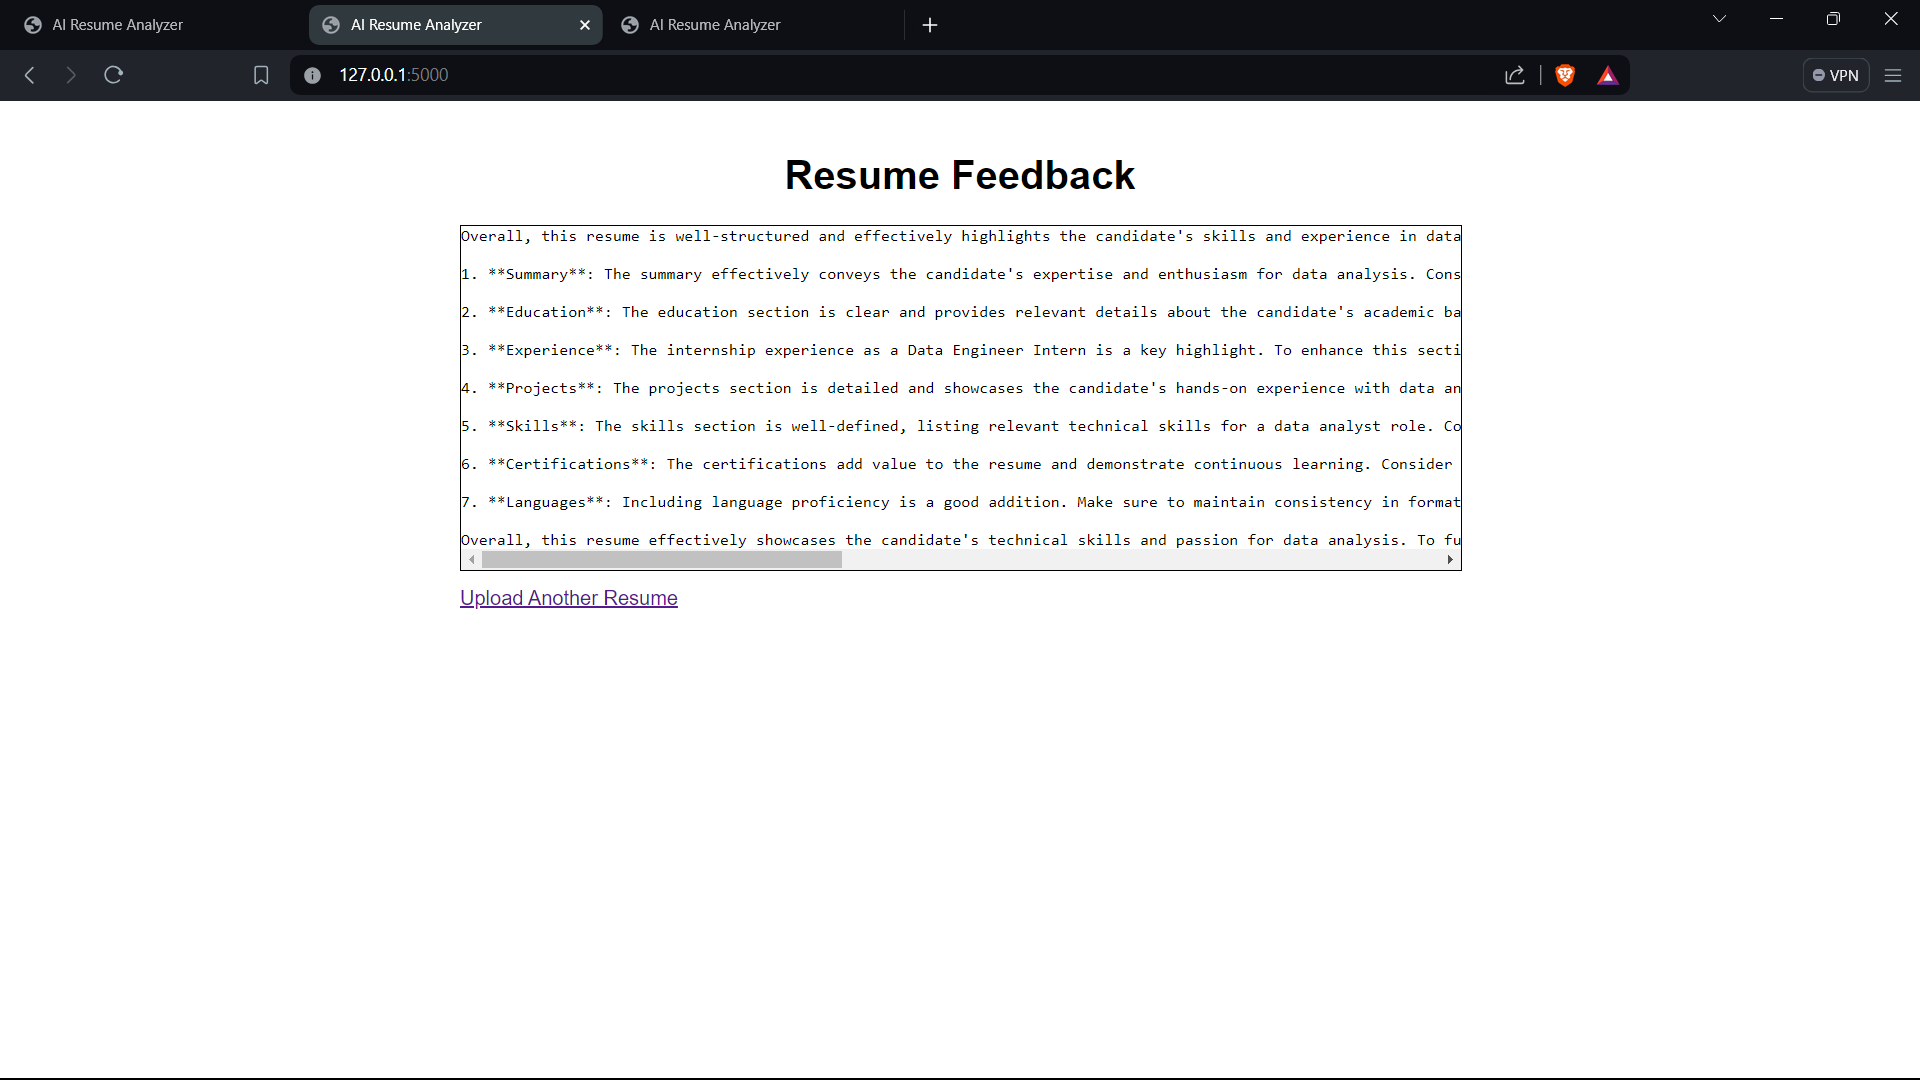 AI Resume Analyzer
AI Resume Analyzer
AI Resume Analyzer
127.0.0.1:5000
VPN
Resume Feedback
Overall, this resume is well-structured and effectively highlights the candidate's skills and experience in data
1. **Summary**: The summary effectively conveys the candidate's expertise and enthusiasm for data analysis. Cons
2. **Education**: The education section is clear and provides relevant details about the candidate's academic ba
3. **Experience**: The internship experience as a Data Engineer Intern is a key highlight. To enhance this secti
4. **Projects**: The projects section is detailed and showcases the candidate's hands-on experience with data an
5. **Skills**: The skills section is well-defined, listing relevant technical skills for a data analyst role. Co
6. **Certifications**: The certifications add value to the resume and demonstrate continuous learning. Consider
7. **Languages**: Including language proficiency is a good addition. Make sure to maintain consistency in format
Overall, this resume effectively showcases the candidate's technical skills and passion for data analysis. To fu
Upload Another Resume